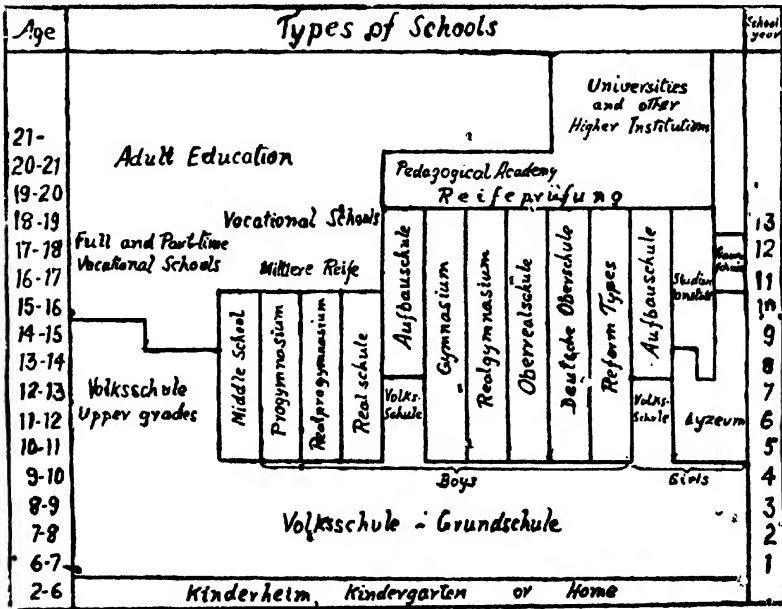 Age
Types of Schools
School year
Universities
and other
Higher Institutions
21-
20-21
19-20
18-19
17-18
16-17
15-16
14-15
13-14
12-13
11-12
10-11
9-10
8-9
7-8
6-7
2-6
Adult Education
Pedagogical Academy
Reifeprüfung
Vocational Schools
Full and Part-time
Vocational Schools
Mittlere Reife
Volksschule
Upper grades
Middle School
Progymnasium
Realprogymnasium
Realschule
Aufbauschule
Volks-
Schule
Gymnasium
Realgymnasium
Oberrealschule
Deutsche Oberschule
Reform Types
Aufbauschule
Volks-
Schule
Studien
Lyzeum
Boys
Girls
Volksschule - Grundschule
Kinderheim, Kindergarten or Home
13
12
11
10
9
8
7
6
5
4
3
2
1